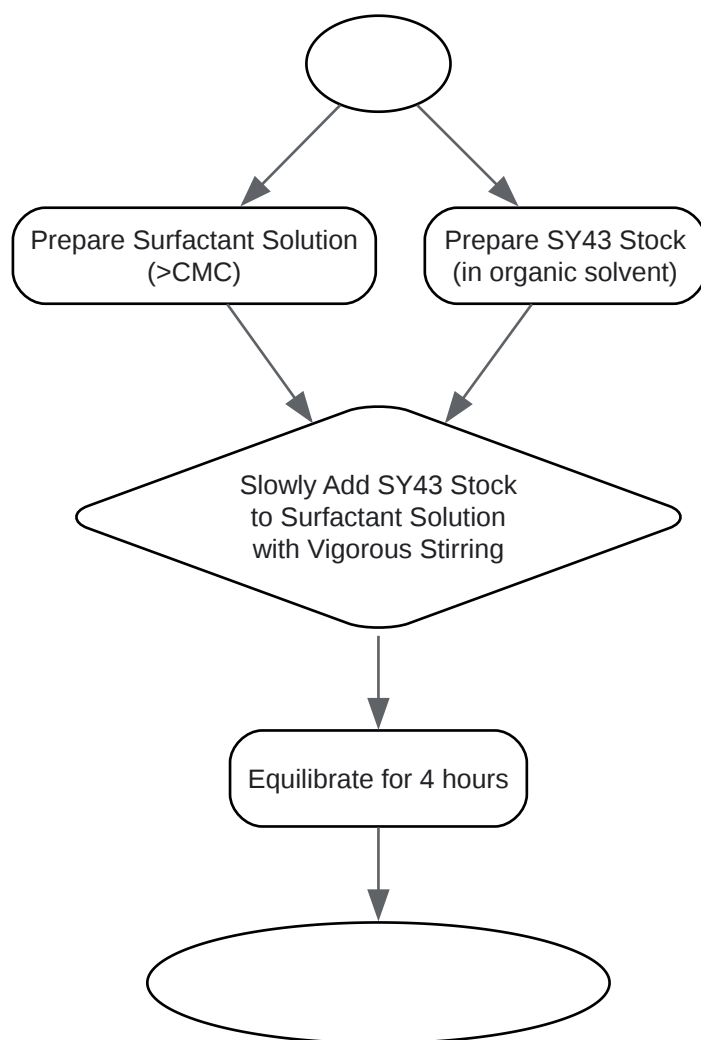 Prepare Surfactant Solution
(>CMC)
Prepare SY43 Stock
(in organic solvent)
Slowly Add SY43 Stock
to Surfactant Solution
with Vigorous Stirring
Equilibrate for 4 hours